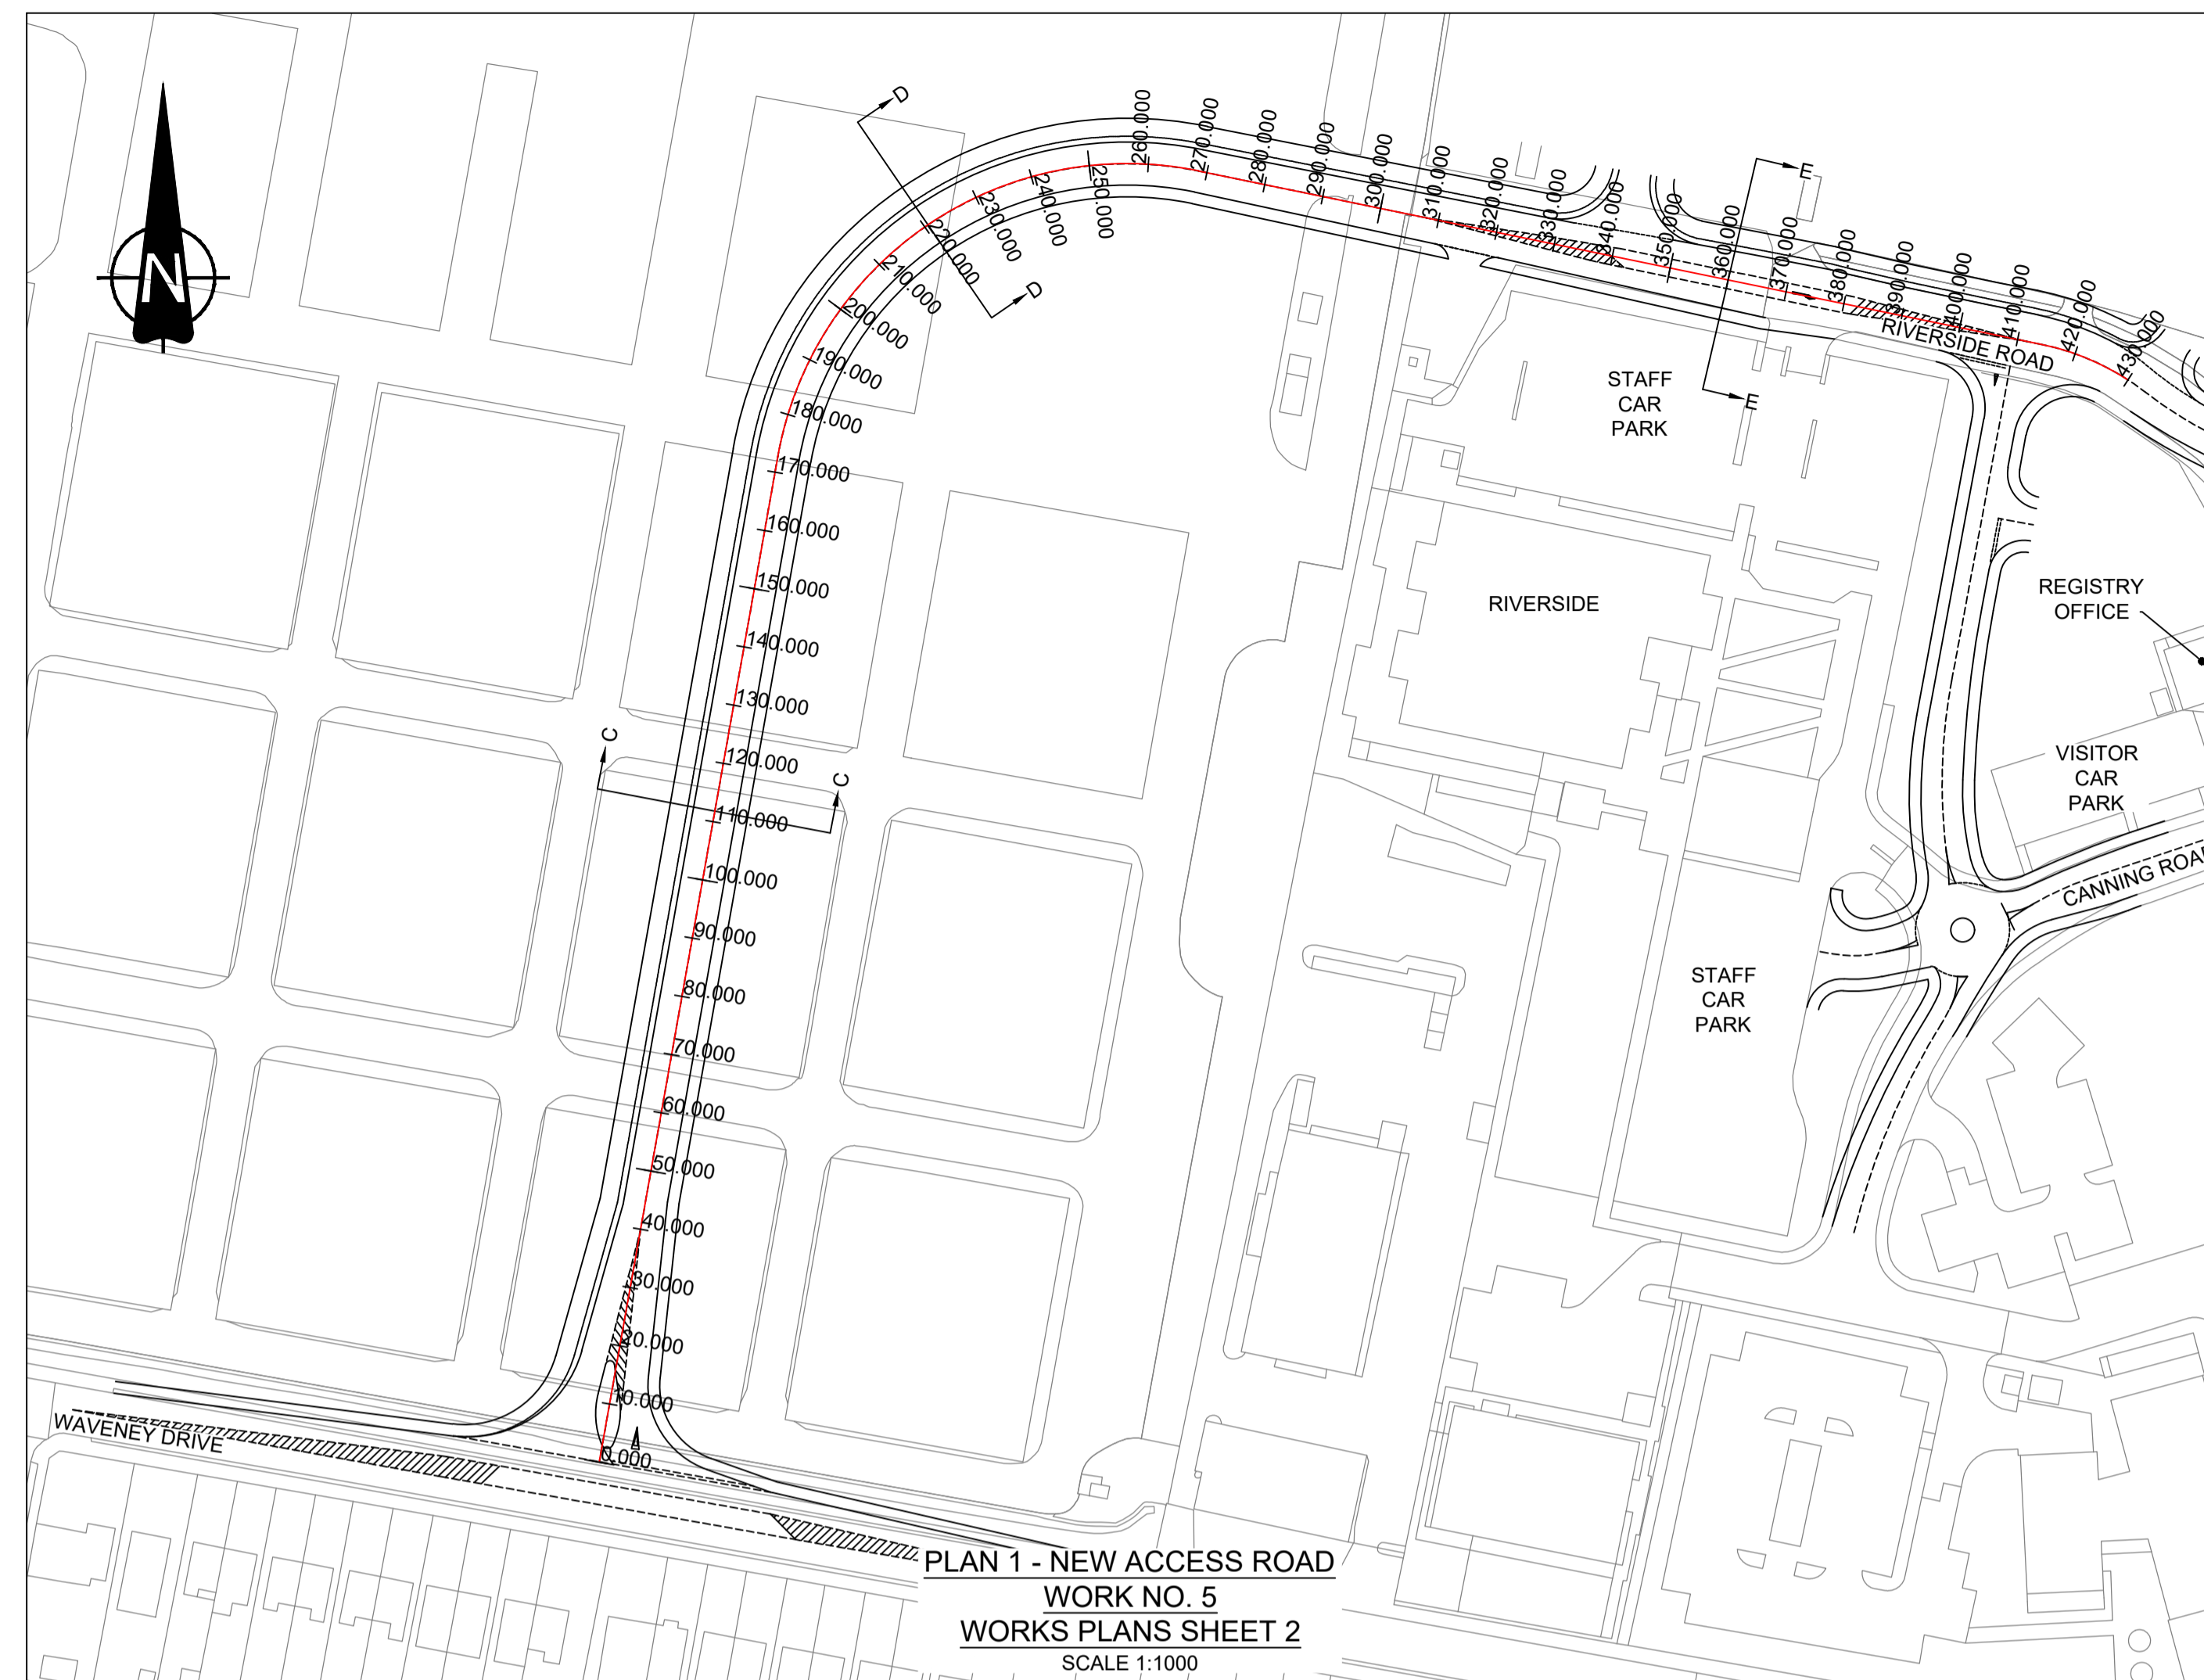 D
D
N
260.000
270.000
280.000
290.000
300.000
310.000
320.000
330.000
340.000
350.000
360.000
370.000
380.000
390.000
400.000
410.000
420.000
430.000
E
E
250.000
240.000
230.000
220.000
210.000
200.000
190.000
180.000
170.000
160.000
150.000
140.000
130.000
120.000
110.000
100.000
90.000
80.000
70.000
60.000
50.000
40.000
30.000
20.000
10.000
0.000
C
C
RIVERSIDE ROAD
STAFF
CAR
PARK
RIVERSIDE
REGISTRY
OFFICE
VISITOR
CAR
PARK
CANNING ROAD
STAFF
CAR
PARK
WAVENEY DRIVE
PLAN 1 - NEW ACCESS ROAD
WORK NO. 5
WORKS PLANS SHEET 2
SCALE 1:1000